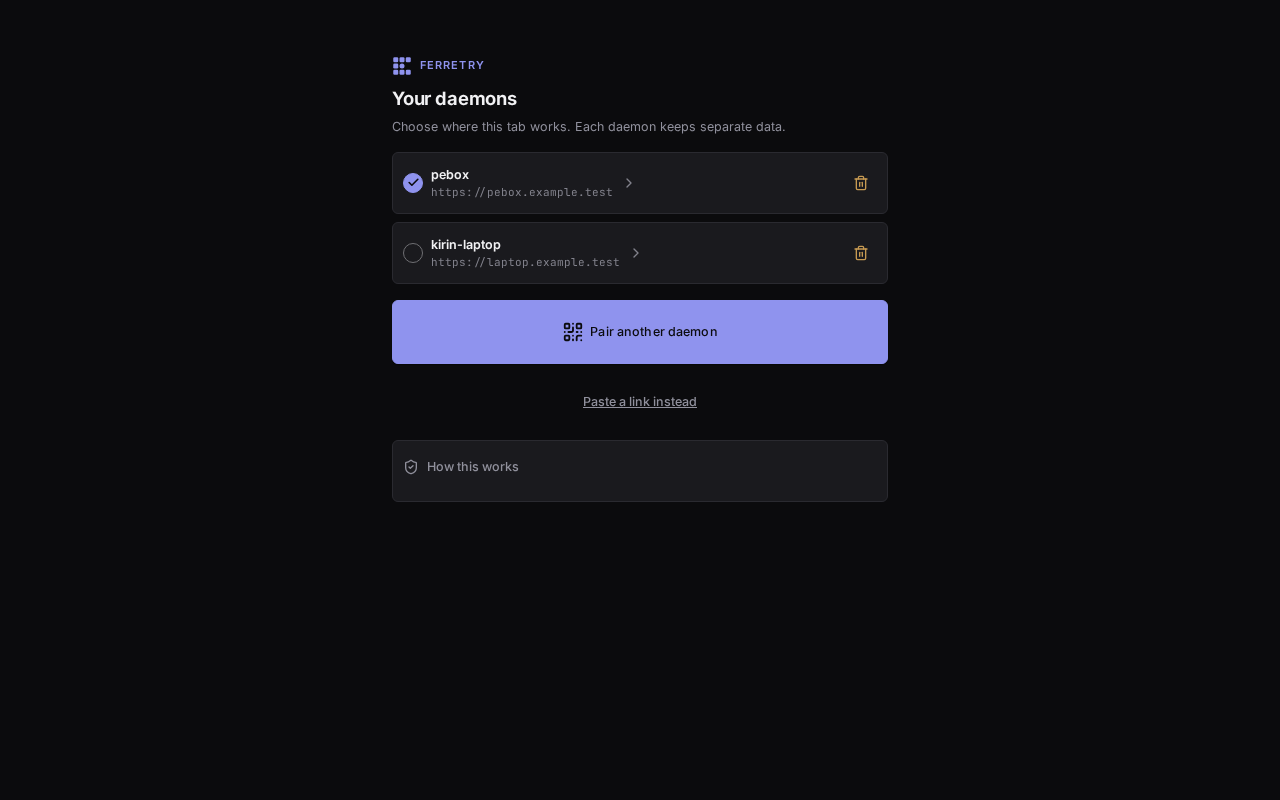 FERRETRY
Your daemons
Choose where this tab works. Each daemon keeps separate data.
pebox
https://pebox.example.test
kirin-laptop
https://laptop.example.test
Pair another daemon
Paste a link instead
How this works